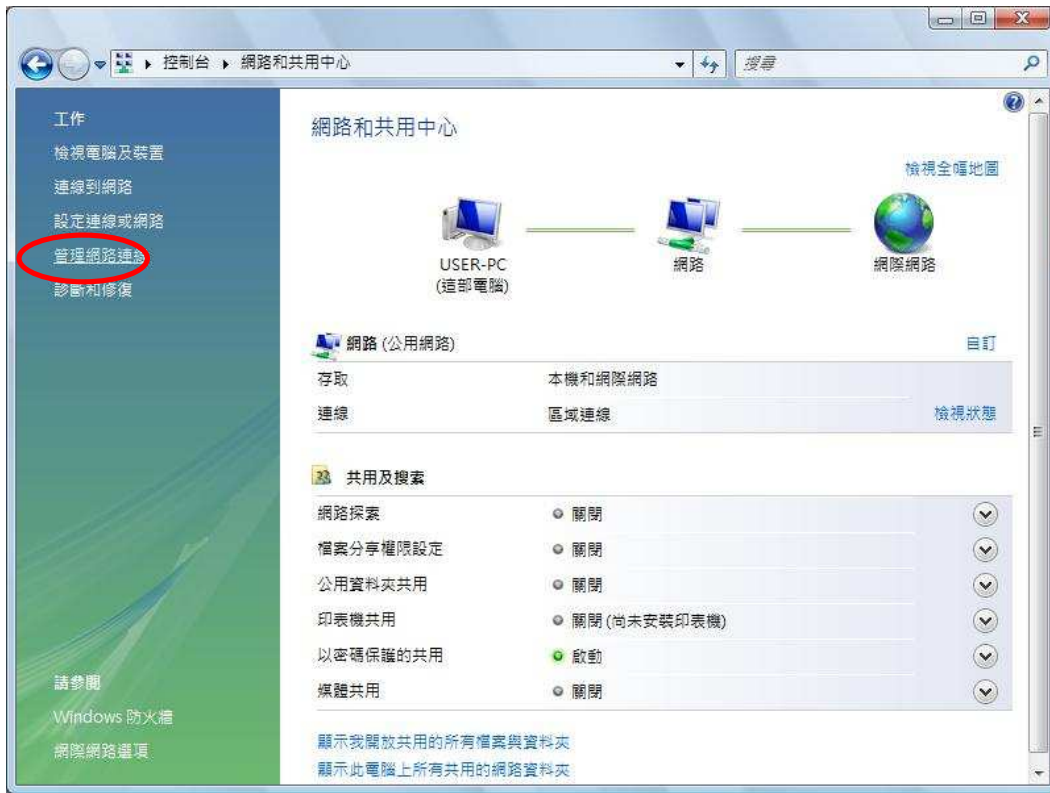 控制台 ▸ 網路和共用中心
搜尋
工作
檢視電腦及裝置
連線到網路
設定連線或網路
管理網路連線
診斷和修復
請參閱
Windows 防火牆
網際網路選項
網路和共用中心
檢視全幅地圖
USER-PC
(這部電腦)
網路
網際網路
網路 (公用網路)
自訂
存取 本機和網際網路
連線 區域連線 檢視狀態
共用及搜索
網路探索 關閉
檔案分享權限設定 關閉
公用資料夾共用 關閉
印表機共用 關閉 (尚未安裝印表機)
以密碼保護的共用 啟動
媒體共用 關閉
顯示我開放共用的所有檔案與資料夾
顯示此電腦上所有共用的網路資料夾